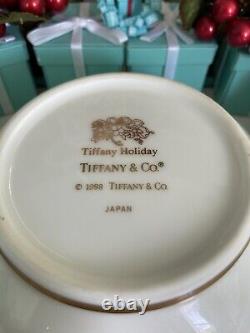 Tiffany Holiday
TIFFANY & CO.®
© 1998 TIFFANY & CO.
JAPAN